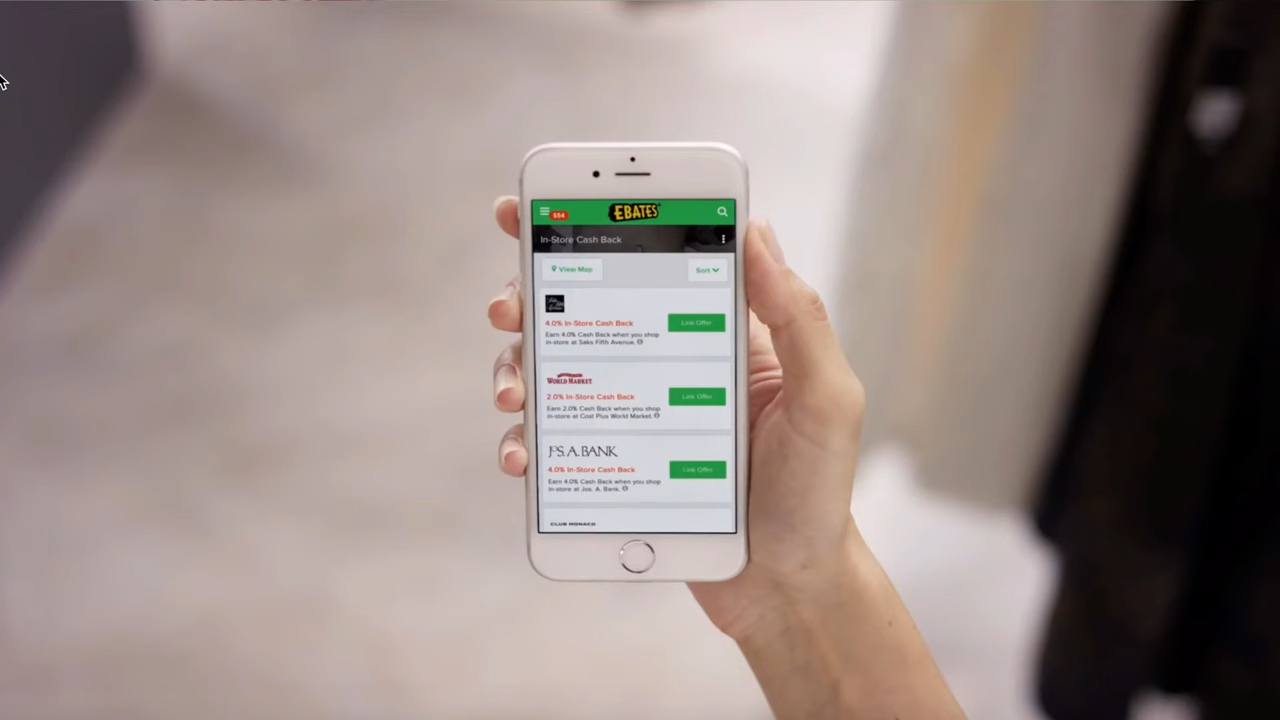 $54
EBATES
In-Store Cash Back
View Map
Sort
4.0% In-Store Cash Back
Link Offer
Earn 4.0% Cash Back when you shop
in-store at Saks Fifth Avenue.
WORLD MARKET
2.0% In-Store Cash Back
Link Offer
Earn 2.0% Cash Back when you shop
in-store at Cost Plus World Market.
JOS. A. BANK
4.0% In-Store Cash Back
Link Offer
Earn 4.0% Cash Back when you shop
in-store at Jos. A. Bank.
CLUB MONACO